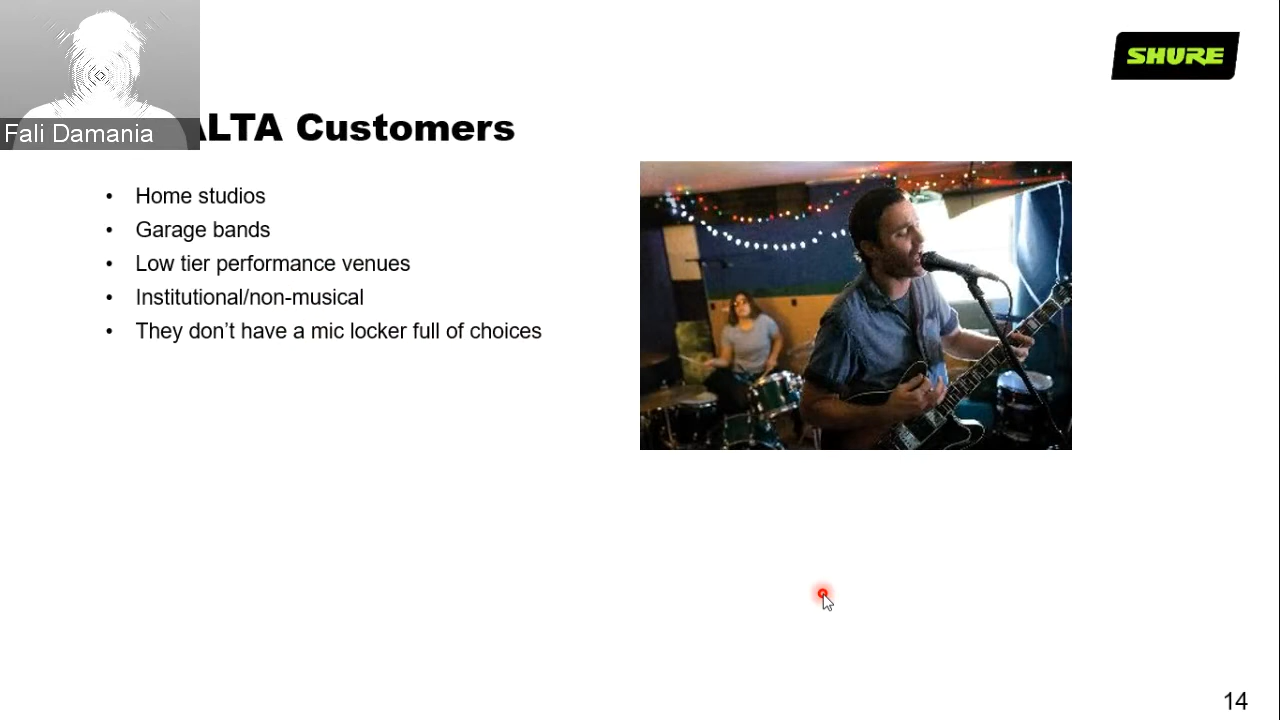 SHURE
Fali Damania
ALTA Customers
• Home studios
• Garage bands
• Low tier performance venues
• Institutional/non-musical
• They don’t have a mic locker full of choices
14